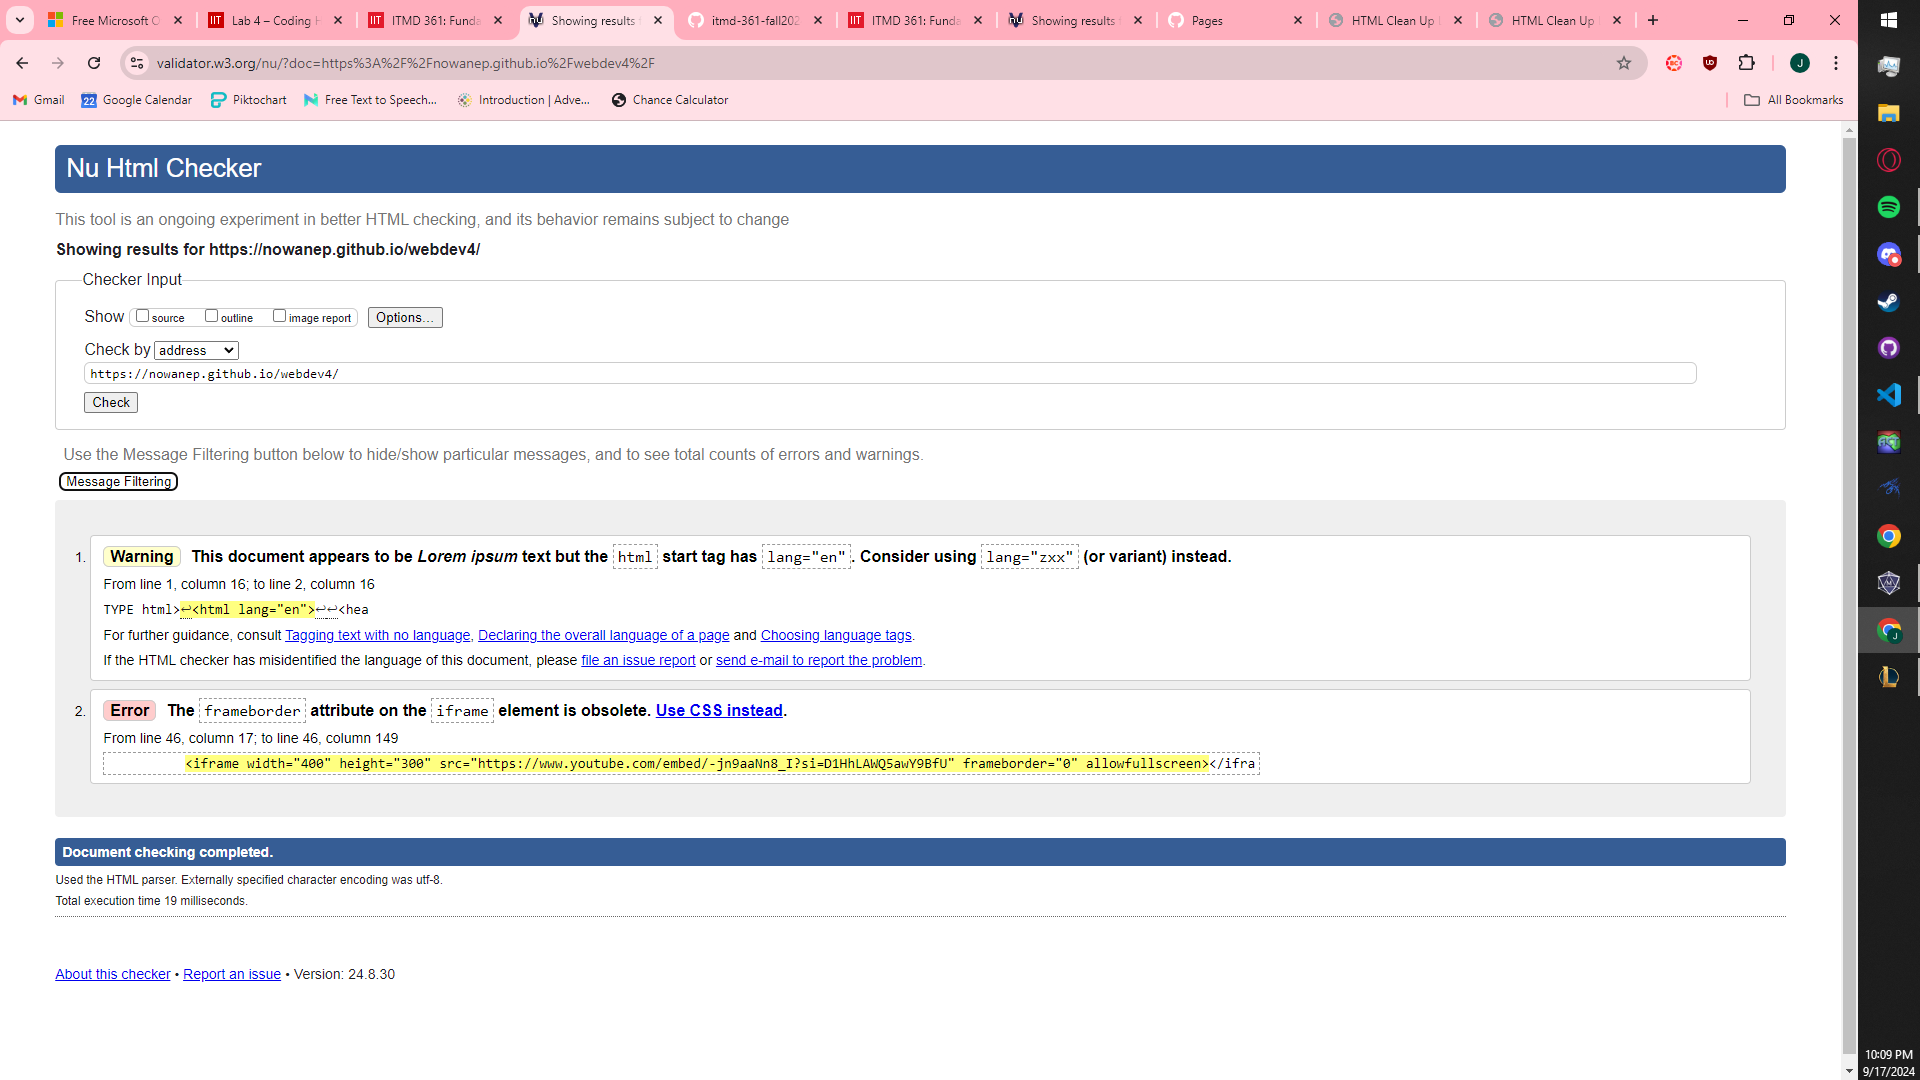 Free Microsoft O
Lab 4 – Coding H
ITMD 361: Funda
Showing results f
itmd-361-fall202
ITMD 361: Funda
Showing results f
Pages
HTML Clean Up
HTML Clean Up
validator.w3.org/nu/?doc=https%3A%2F%2Fnowanep.github.io%2Fwebdev4%2F
J
Gmail
22 Google Calendar
Piktochart
Free Text to Speech...
Introduction | Adve...
Chance Calculator
All Bookmarks
Nu Html Checker
This tool is an ongoing experiment in better HTML checking, and its behavior remains subject to change
Showing results for https://nowanep.github.io/webdev4/
Checker Input
Show source outline image report Options...
Check by address
https://nowanep.github.io/webdev4/
Check
Use the Message Filtering button below to hide/show particular messages, and to see total counts of errors and warnings.
Message Filtering
1. Warning This document appears to be Lorem ipsum text but the html start tag has lang="en". Consider using lang="zxx" (or variant) instead.
From line 1, column 16; to line 2, column 16
TYPE html>↩<html lang="en">↩↩<hea
For further guidance, consult Tagging text with no language, Declaring the overall language of a page and Choosing language tags.
If the HTML checker has misidentified the language of this document, please file an issue report or send e-mail to report the problem.
2. Error The frameborder attribute on the iframe element is obsolete. Use CSS instead.
From line 46, column 17; to line 46, column 149
<iframe width="400" height="300" src="https://www.youtube.com/embed/-jn9aaNn8_I?si=D1HhLAWQ5awY9BfU" frameborder="0" allowfullscreen></ifra
Document checking completed.
Used the HTML parser. Externally specified character encoding was utf-8.
Total execution time 19 milliseconds.
About this checker • Report an issue • Version: 24.8.30
10:09 PM
9/17/2024